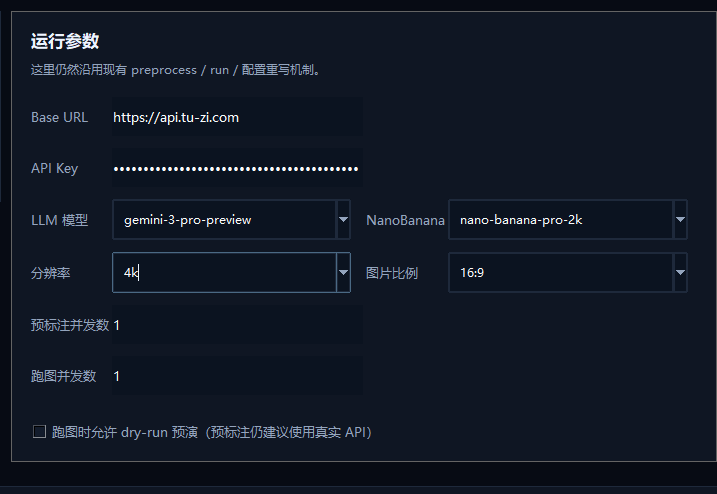 运行参数
这里仍然沿用现有 preprocess / run / 配置重写机制。
Base URL https://api.tu-zi.com
API Key ••••••••••••••••••••••••••••••••••••••••••
LLM 模型 gemini-3-pro-preview NanoBanana nano-banana-pro-2k
分辨率 4k 图片比例 16:9
预标注并发数 1
跑图并发数 1
跑图时允许 dry-run 预演（预标注仍建议使用真实 API）